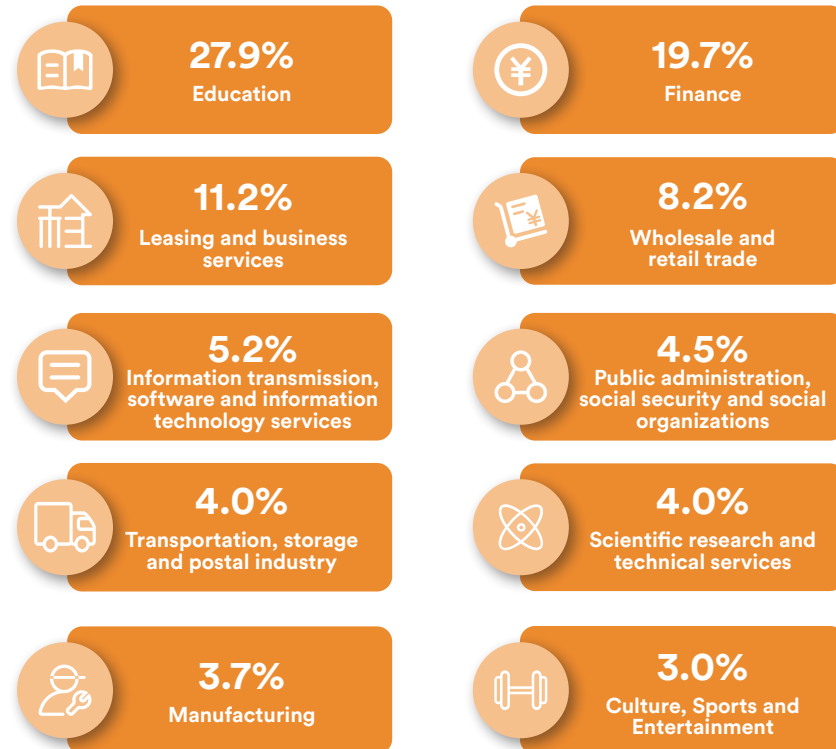 27.9%
Education
19.7%
Finance
11.2%
Leasing and business
services
8.2%
Wholesale and
retail trade
5.2%
Information transmission,
software and information
technology services
4.5%
Public administration,
social security and social
organizations
4.0%
Transportation, storage
and postal industry
4.0%
Scientific research and
technical services
3.7%
Manufacturing
3.0%
Culture, Sports and
Entertainment